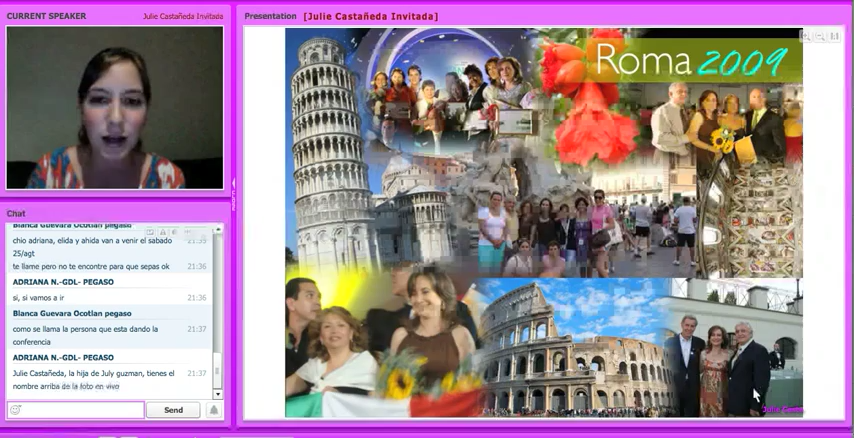 CURRENT SPEAKER
Julie Castañeda Invitada
Presentation [Julie Castañeda Invitada]
Roma 2009
Chat
Blanca Guevara Ocotlan pegaso
chio adriana, elida y ahida van a venir el sabado 21:35
25/agt
te llame pero no te encontre para que sepas ok 21:36
ADRIANA N.-GDL- PEGASO
si, si vamos a ir 21:36
Blanca Guevara Ocotlan pegaso
como se llama la persona que esta dando la 21:37
conferencia
ADRIANA N.-GDL- PEGASO
Julie Castañeda, la hija de July guzman, tienes el 21:37
nombre arriba de la foto en vivo
Send